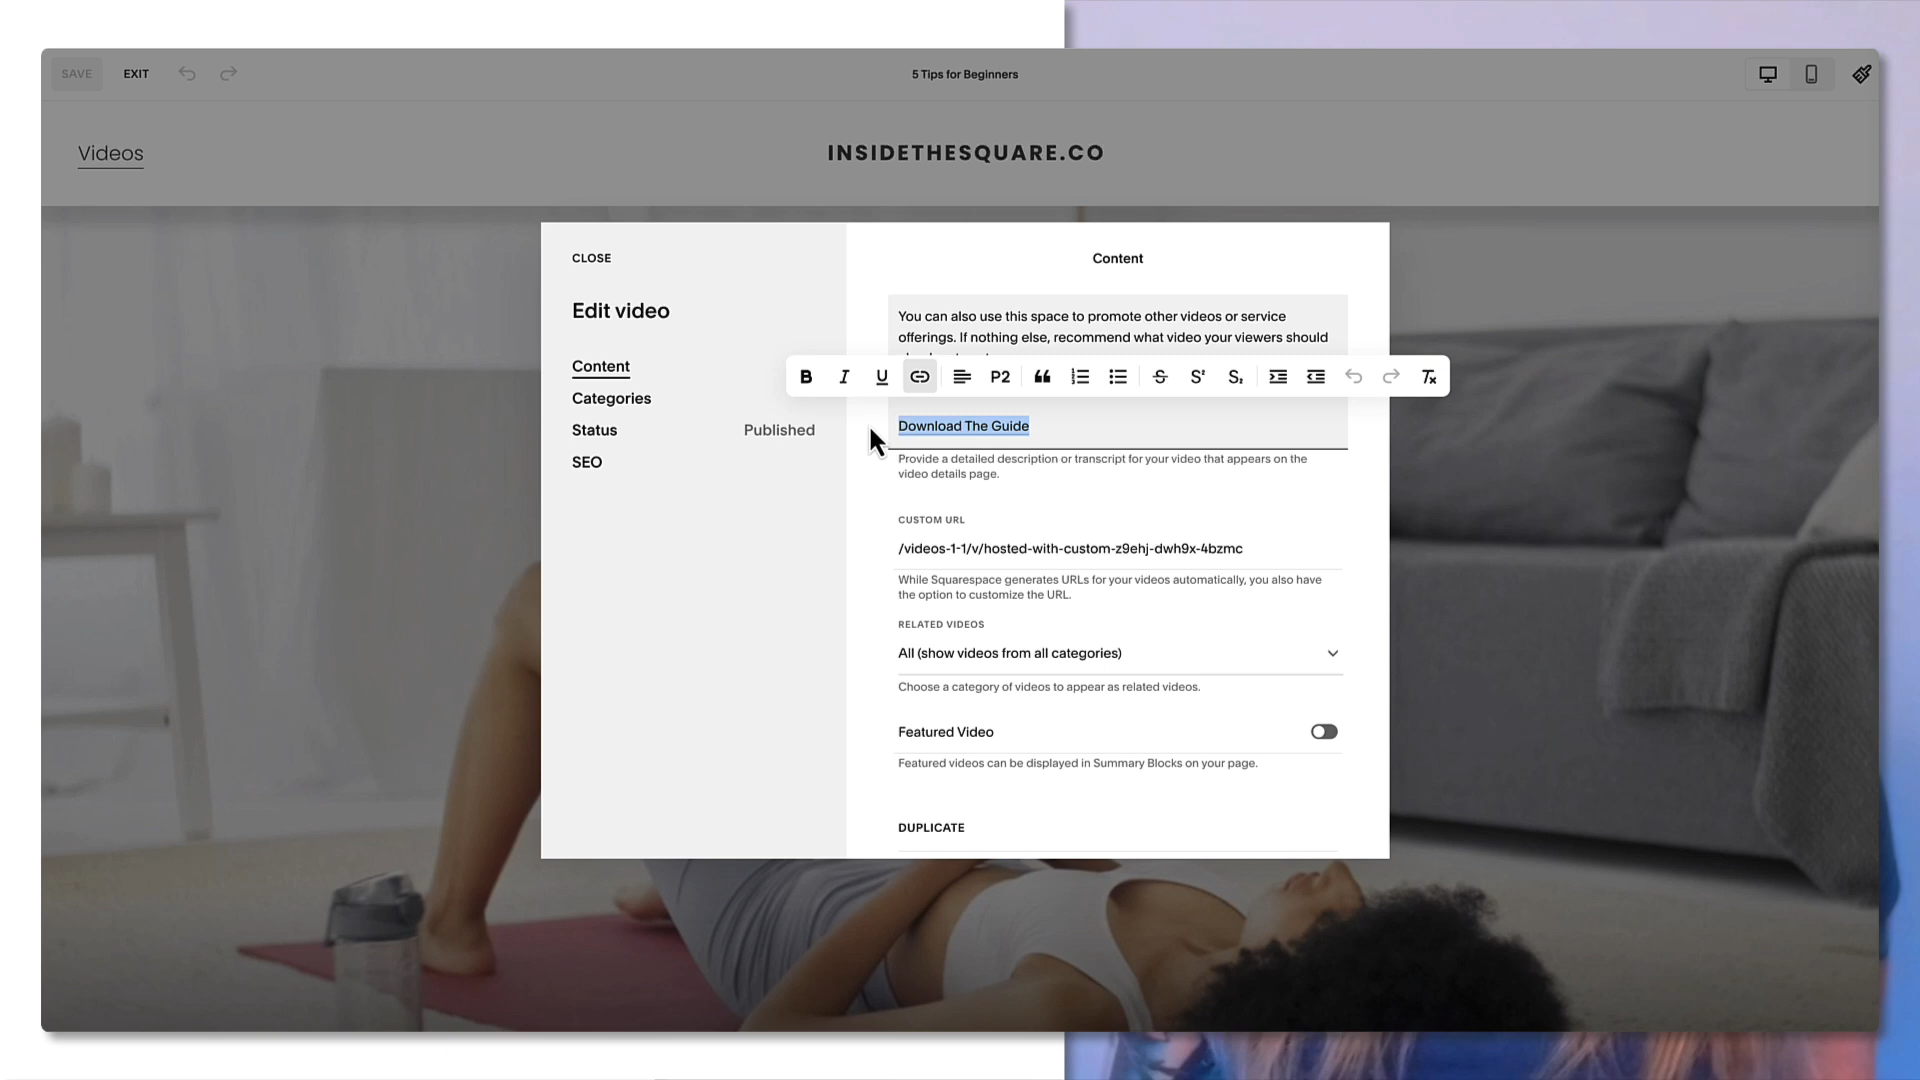 SAVE
EXIT
5 Tips for Beginners
Videos
INSIDETHESQUARE.CO
CLOSE
Content
Edit video
You can also use this space to promote other videos or service
offerings. If nothing else, recommend what video your viewers should
Content
B I U P2 S S² S₂ Tx
Categories
Download The Guide
Status
Published
Provide a detailed description or transcript for your video that appears on the
video details page.
SEO
CUSTOM URL
/videos-1-1/v/hosted-with-custom-z9ehj-dwh9x-4bzmc
While Squarespace generates URLs for your videos automatically, you also have
the option to customize the URL.
RELATED VIDEOS
All (show videos from all categories)
Choose a category of videos to appear as related videos.
Featured Video
Featured videos can be displayed in Summary Blocks on your page.
DUPLICATE